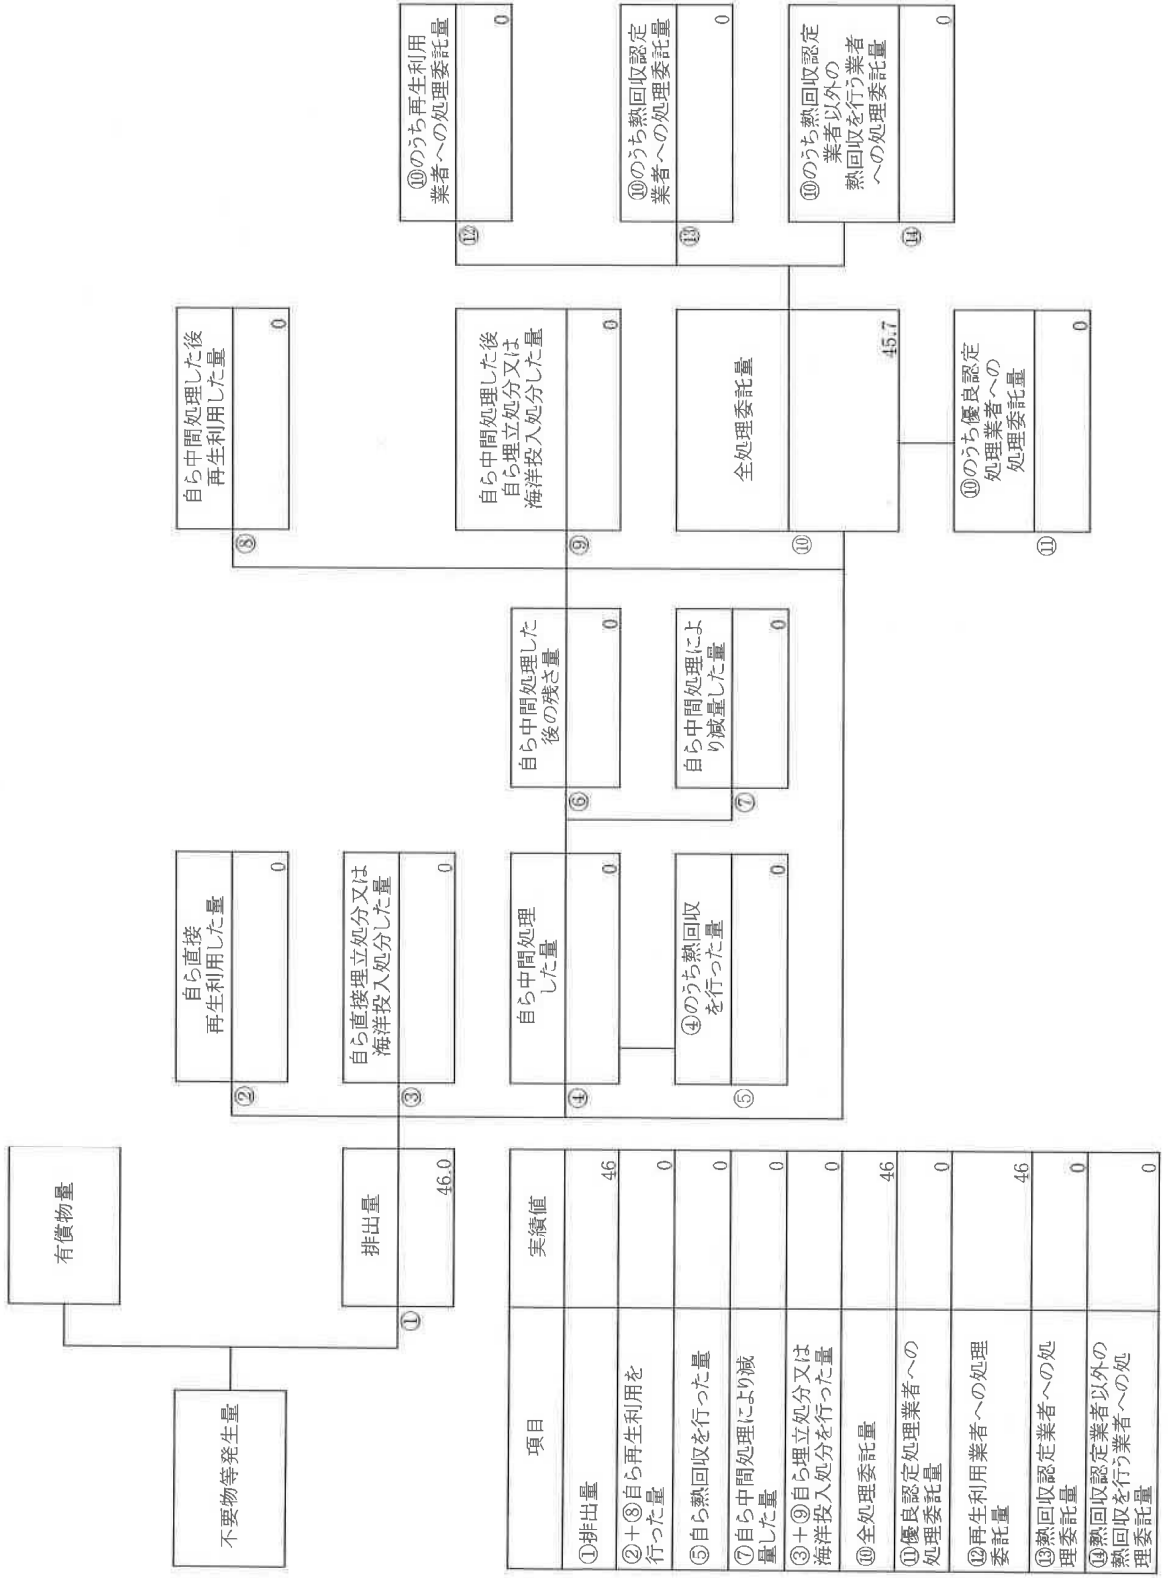 不要物等発生量
有償物量
①
排出量
46.0
②
自ら直接
再生利用した量
0
③
自ら直接埋立処分又は
海洋投入処分した量
0
④
自ら中間処理
した量
0
⑤
④のうち熱回収
を行った量
0
⑥
自ら中間処理した
後の残さ量
0
⑦
自ら中間処理によ
り減量した量
0
⑧
自ら中間処理した後
再生利用した量
0
⑨
自ら中間処理した後
自ら埋立処分又は
海洋投入処分した量
0
⑩
全処理委託量
45.7
⑪
⑩のうち優良認定
処理業者への
処理委託量
0
⑫
⑩のうち再生利用
業者への処理委託量
0
⑬
⑩のうち熱回収認定
業者への処理委託量
0
⑭
⑩のうち熱回収認定
業者以外の
熱回収を行う業者
への処理委託量
0
項目 実績値
①排出量 46
②+⑧自ら再生利用を
行った量 0
⑤自ら熱回収を行った量 0
⑦自ら中間処理により減
量した量 0
③+⑨自ら埋立処分又は
海洋投入処分を行った量 0
⑩全処理委託量 46
⑪優良認定処理業者への
処理委託量 0
⑫再生利用業者への処理
委託量 46
⑬熱回収認定業者への処
理委託量 0
⑭熱回収認定業者以外の
熱回収を行う業者への処
理委託量 0